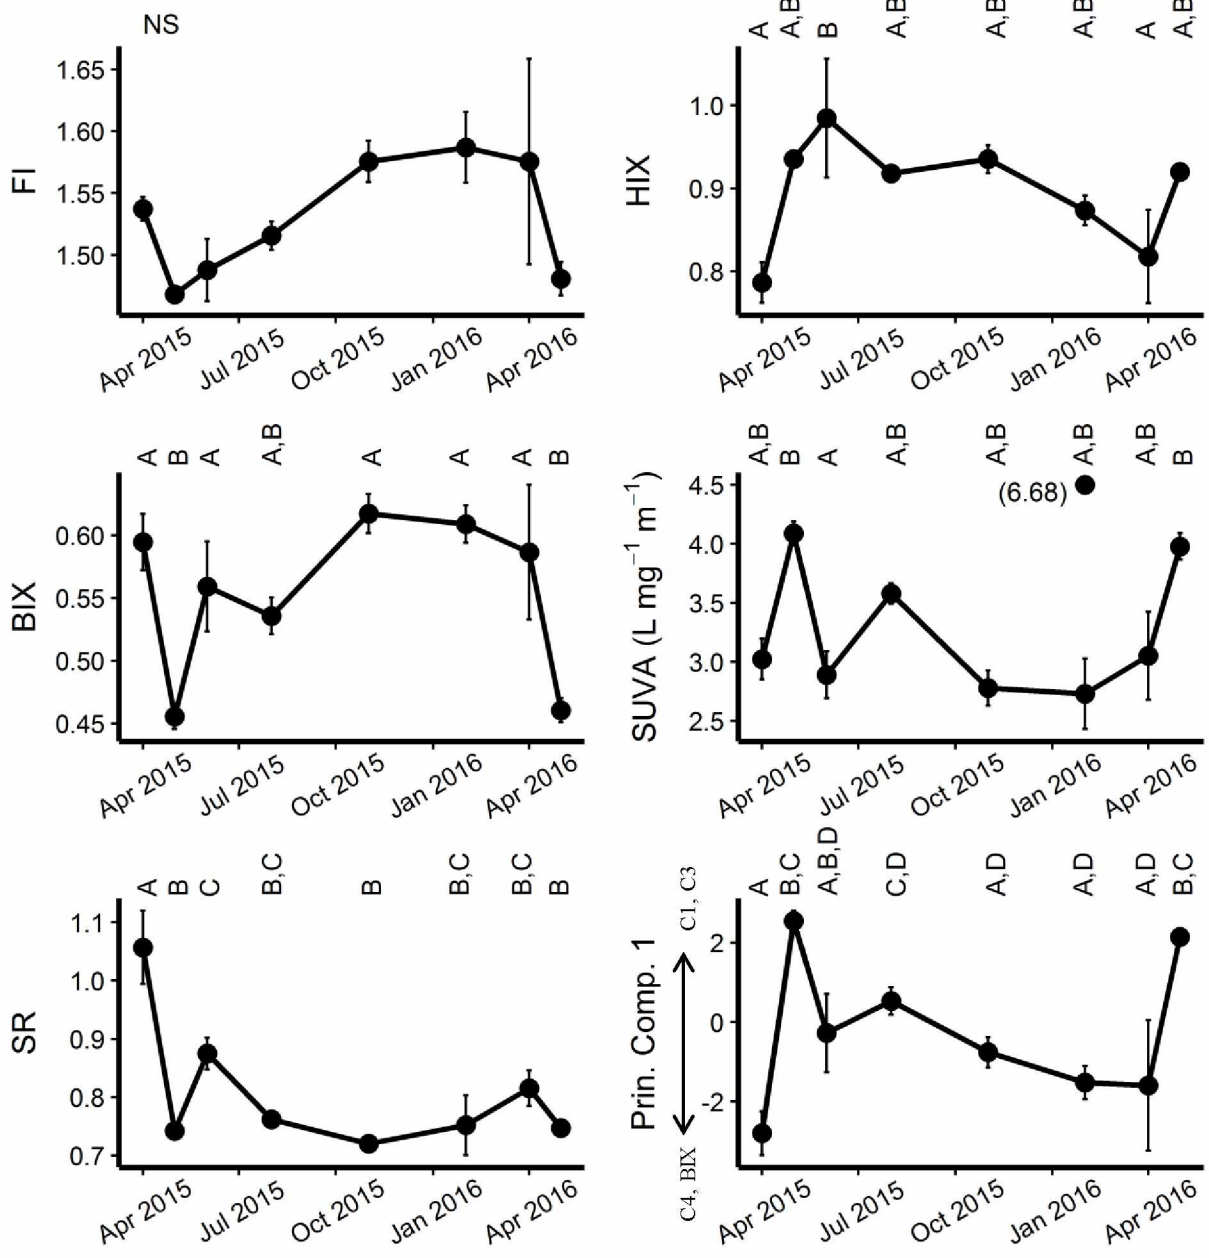 NS
FI
1.65
1.60
1.55
1.50
Apr 2015 Jul 2015 Oct 2015 Jan 2016 Apr 2016
A A,B B A,B A,B A,B A A,B
HIX
1.0
0.9
0.8
Apr 2015 Jul 2015 Oct 2015 Jan 2016 Apr 2016
A B A A,B A A A B
BIX
0.60
0.55
0.50
0.45
Apr 2015 Jul 2015 Oct 2015 Jan 2016 Apr 2016
A,B B A A,B A,B A,B A,B B
SUVA (L mg⁻¹ m⁻¹)
4.5
4.0
3.5
3.0
2.5
(6.68)
Apr 2015 Jul 2015 Oct 2015 Jan 2016 Apr 2016
A B C B,C B B,C B,C B
SR
1.1
1.0
0.9
0.8
0.7
Apr 2015 Jul 2015 Oct 2015 Jan 2016 Apr 2016
A B,C A,B,D C,D A,D A,D A,D B,C
Prin. Comp. 1
C4, BIX
C1, C3
2
0
-2
Apr 2015 Jul 2015 Oct 2015 Jan 2016 Apr 2016